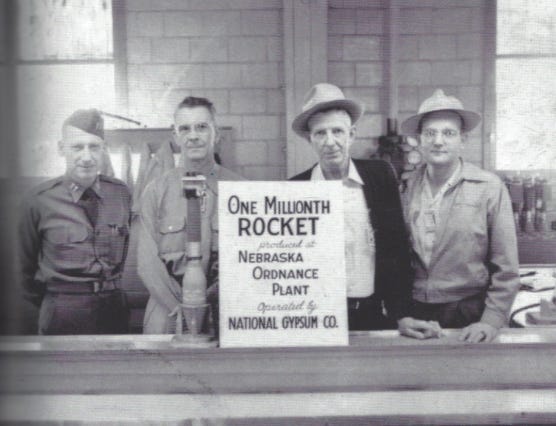 ONE MILLIONTH
ROCKET
produced at
NEBRASKA
ORDNANCE
PLANT
Operated by
NATIONAL GYPSUM CO.